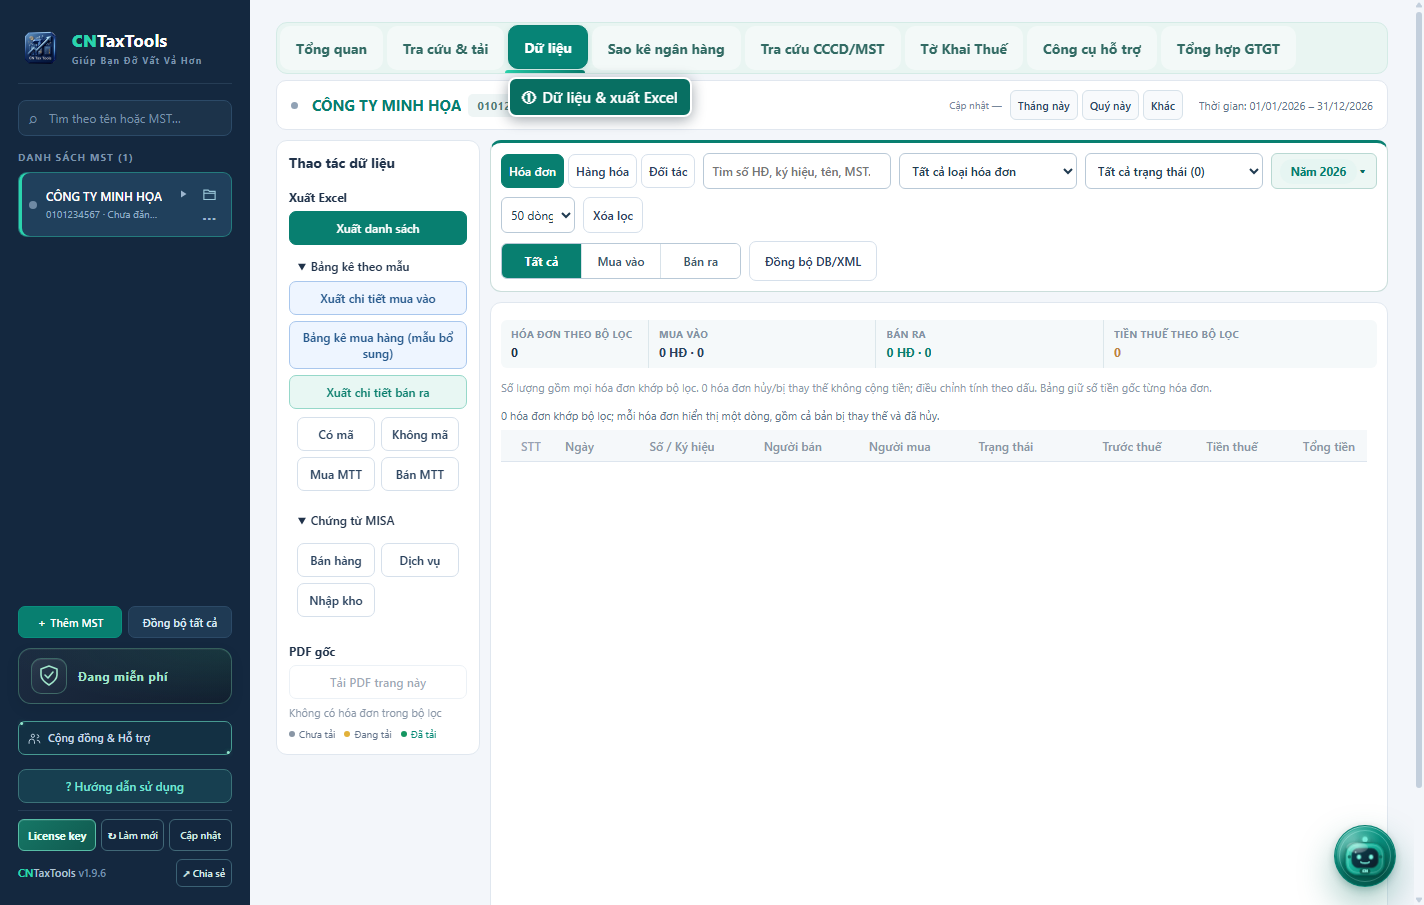 CNTaxTools
Giúp Bạn Đỡ Vất Vả Hơn
Tìm theo tên hoặc MST...
DANH SÁCH MST (1)
CÔNG TY MINH HỌA
0101234567 · Chưa đăn...
+ Thêm MST
Đồng bộ tất cả
Đang miễn phí
Cộng đồng & Hỗ trợ
? Hướng dẫn sử dụng
License key
↻ Làm mới
Cập nhật
CNTaxTools v1.9.6
↗ Chia sẻ
Tổng quan
Tra cứu & tải
Dữ liệu
Sao kê ngân hàng
Tra cứu CCCD/MST
Tờ Khai Thuế
Công cụ hỗ trợ
Tổng hợp GTGT
① Dữ liệu & xuất Excel
CÔNG TY MINH HỌA
01012
Cập nhật —
Tháng này
Quý này
Khác
Thời gian: 01/01/2026 – 31/12/2026
Thao tác dữ liệu
Xuất Excel
Xuất danh sách
▼ Bảng kê theo mẫu
Xuất chi tiết mua vào
Bảng kê mua hàng (mẫu bổ
sung)
Xuất chi tiết bán ra
Có mã
Không mã
Mua MTT
Bán MTT
▼ Chứng từ MISA
Bán hàng
Dịch vụ
Nhập kho
PDF gốc
Tải PDF trang này
Không có hóa đơn trong bộ lọc
Chưa tải
Đang tải
Đã tải
Hóa đơn
Hàng hóa
Đối tác
Tìm số HĐ, ký hiệu, tên, MST.
Tất cả loại hóa đơn
Tất cả trạng thái (0)
Năm 2026
50 dòng
Xóa lọc
Tất cả
Mua vào
Bán ra
Đồng bộ DB/XML
HÓA ĐƠN THEO BỘ LỌC
0
MUA VÀO
0 HĐ · 0
BÁN RA
0 HĐ · 0
TIỀN THUẾ THEO BỘ LỌC
0
Số lượng gồm mọi hóa đơn khớp bộ lọc. 0 hóa đơn hủy/bị thay thế không cộng tiền; điều chỉnh tính theo dấu. Bảng giữ số tiền gốc từng hóa đơn.
0 hóa đơn khớp bộ lọc; mỗi hóa đơn hiển thị một dòng, gồm cả bản bị thay thế và đã hủy.
STT
Ngày
Số / Ký hiệu
Người bán
Người mua
Trạng thái
Trước thuế
Tiền thuế
Tổng tiền